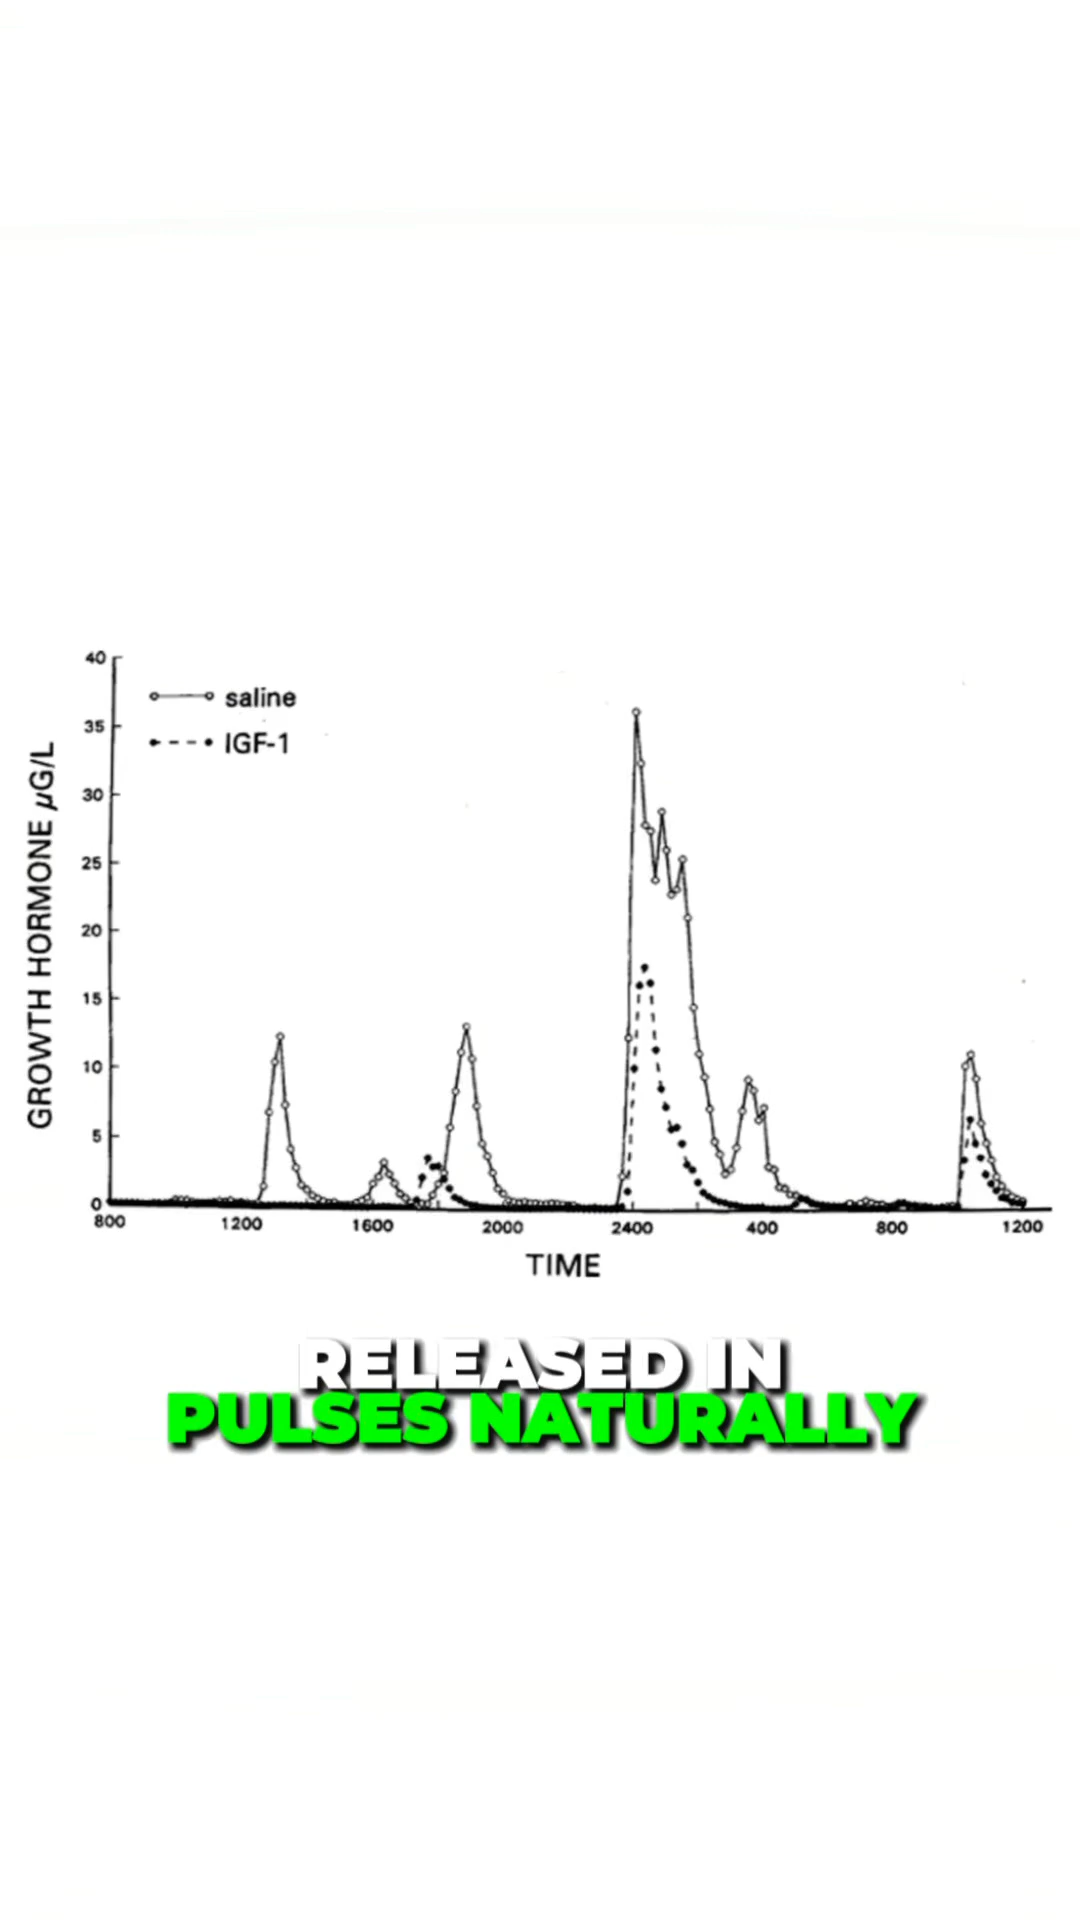 40
saline
35
IGF-1
30
25
20
15
10
5
0
GROWTH HORMONE µG/L
800 1200 1600 2000 2400 400 800 1200
TIME
RELEASED IN
PULSES NATURALLY